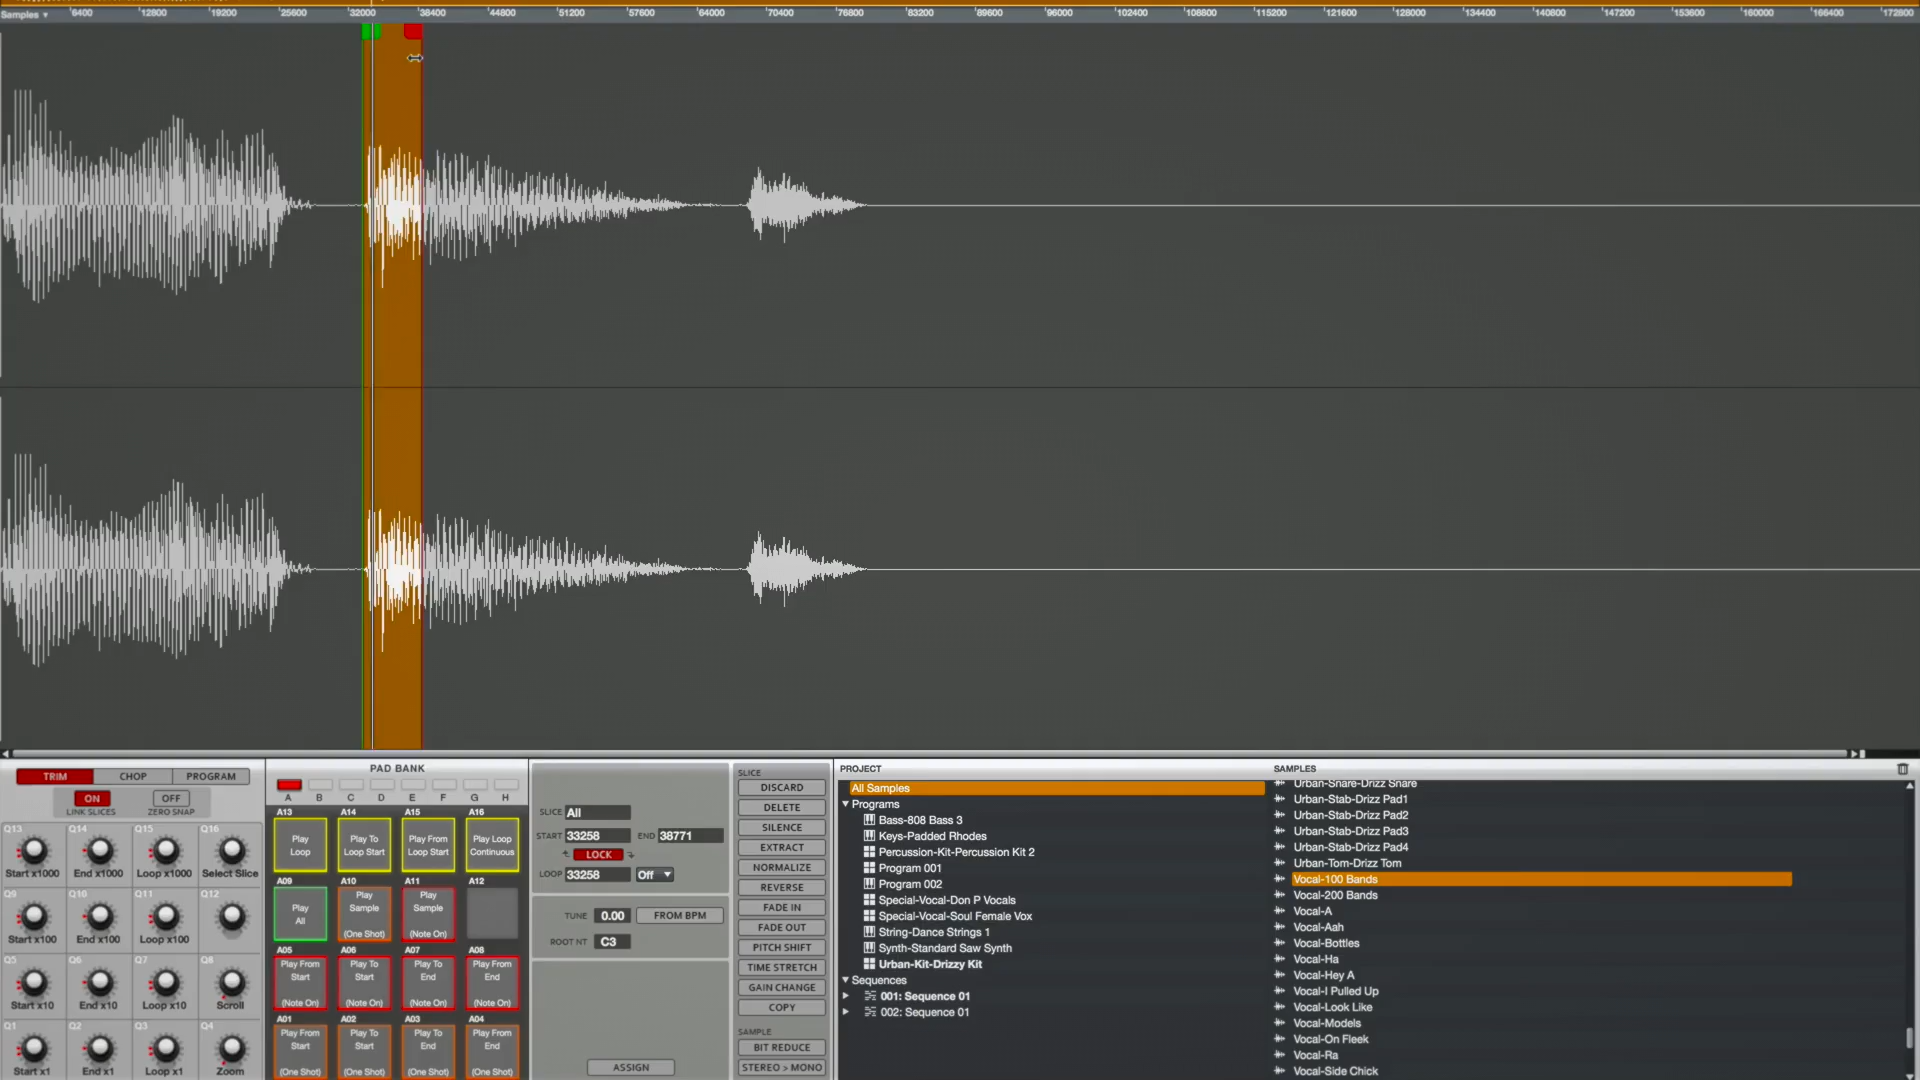 Samples ▾ 6400 12800 19200 25600 32000 38400 44800 51200 57600 64000 70400 76800 83200 89600 96000 102400 108800 115200 121600 128000 134400 140800 147200 153600 160000 166400 172800
TRIM CHOP PROGRAM
ON OFF
LINK SLICES ZERO SNAP
Q13 Q14 Q15 Q16
Start x1000 End x1000 Loop x1000 Select Slice
Q9 Q10 Q11 Q12
Start x100 End x100 Loop x100
Q5 Q6 Q7 Q8
Start x10 End x10 Loop x10 Scroll
Q1 Q2 Q3 Q4
Start x1 End x1 Loop x1 Zoom
PAD BANK
A B C D E F G H
A13 A14 A15 A16
Play Loop
Play To Loop Start
Play From Loop Start
Play Loop Continuous
A09 A10 A11 A12
Play All
Play Sample (One Shot)
Play Sample (Note On)
A05 A06 A07 A08
Play From Start (Note On)
Play To Start (Note On)
Play To End (Note On)
Play From End (Note On)
A01 A02 A03 A04
Play From Start (One Shot)
Play To Start (One Shot)
Play To End (One Shot)
Play From End (One Shot)
SLICE All
START 33258 END 38771
LOCK
LOOP 33258 Off
TUNE 0.00 FROM BPM
ROOT NT C3
ASSIGN
SLICE
DISCARD
DELETE
SILENCE
EXTRACT
NORMALIZE
REVERSE
FADE IN
FADE OUT
PITCH SHIFT
TIME STRETCH
GAIN CHANGE
COPY
SAMPLE
BIT REDUCE
STEREO > MONO
PROJECT
All Samples
Programs
Bass-808 Bass 3
Keys-Padded Rhodes
Percussion-Kit-Percussion Kit 2
Program 001
Program 002
Special-Vocal-Don P Vocals
Special-Vocal-Soul Female Vox
String-Dance Strings 1
Synth-Standard Saw Synth
Urban-Kit-Drizzy Kit
Sequences
001: Sequence 01
002: Sequence 01
SAMPLES
Urban-Snare-Drizz Snare
Urban-Stab-Drizz Pad1
Urban-Stab-Drizz Pad2
Urban-Stab-Drizz Pad3
Urban-Stab-Drizz Pad4
Urban-Tom-Drizz Tom
Vocal-100 Bands
Vocal-200 Bands
Vocal-A
Vocal-Aah
Vocal-Bottles
Vocal-Ha
Vocal-Hey A
Vocal-I Pulled Up
Vocal-Look Like
Vocal-Models
Vocal-On Fleek
Vocal-Ra
Vocal-Side Chick